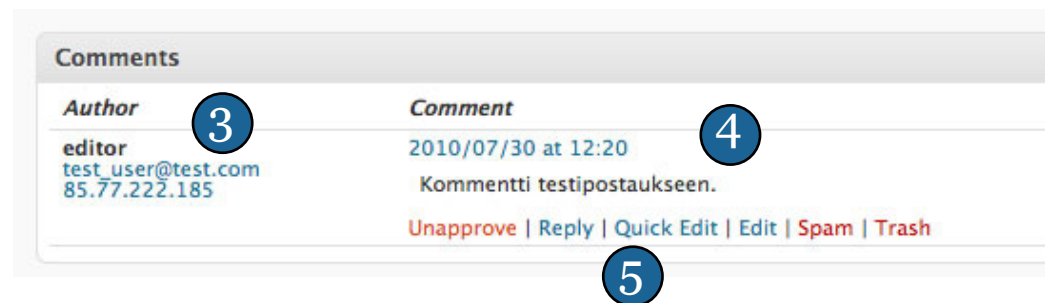 Comments
Author 3 Comment 4
editor 2010/07/30 at 12:20
test_user@test.com
85.77.222.185 Kommentti testipostaukseen.
Unapprove | Reply | Quick Edit | Edit | Spam | Trash
5